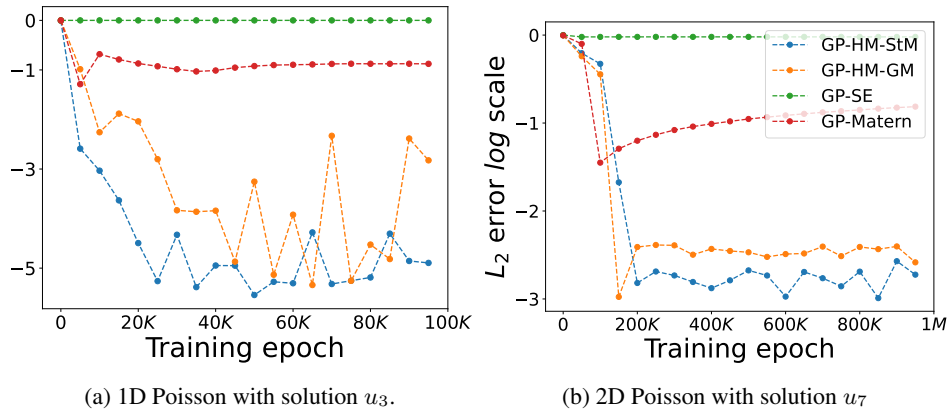 0
-1
-3
-5
0
20K
40K
60K
80K
100K
Training epoch
(a) 1D Poisson with solution u₃.
L₂ error log scale
0
-1
-2
-3
GP-HM-StM
GP-HM-GM
GP-SE
GP-Matern
0
200K
400K
600K
800K
1M
Training epoch
(b) 2D Poisson with solution u₇